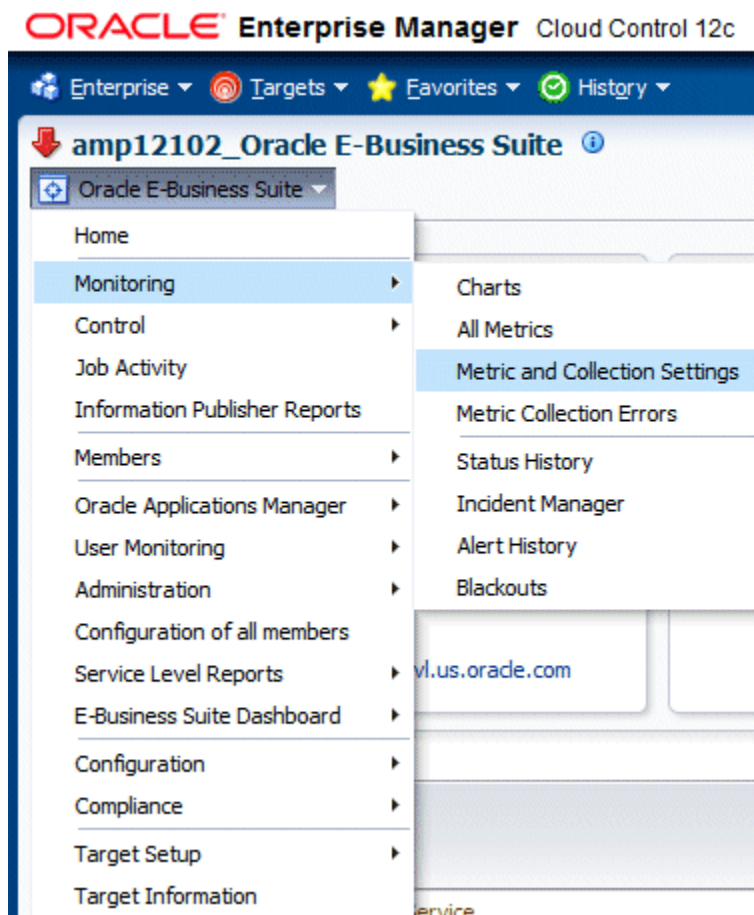 ORACLE Enterprise Manager Cloud Control 12c
Enterprise Targets Favorites History
amp12102_Oracle E-Business Suite
Oracle E-Business Suite
Home
Monitoring
Control
Job Activity
Information Publisher Reports
Members
Oracle Applications Manager
User Monitoring
Administration
Configuration of all members
Service Level Reports
E-Business Suite Dashboard
Configuration
Compliance
Target Setup
Target Information
Charts
All Metrics
Metric and Collection Settings
Metric Collection Errors
Status History
Incident Manager
Alert History
Blackouts
vl.us.oracle.com
Service